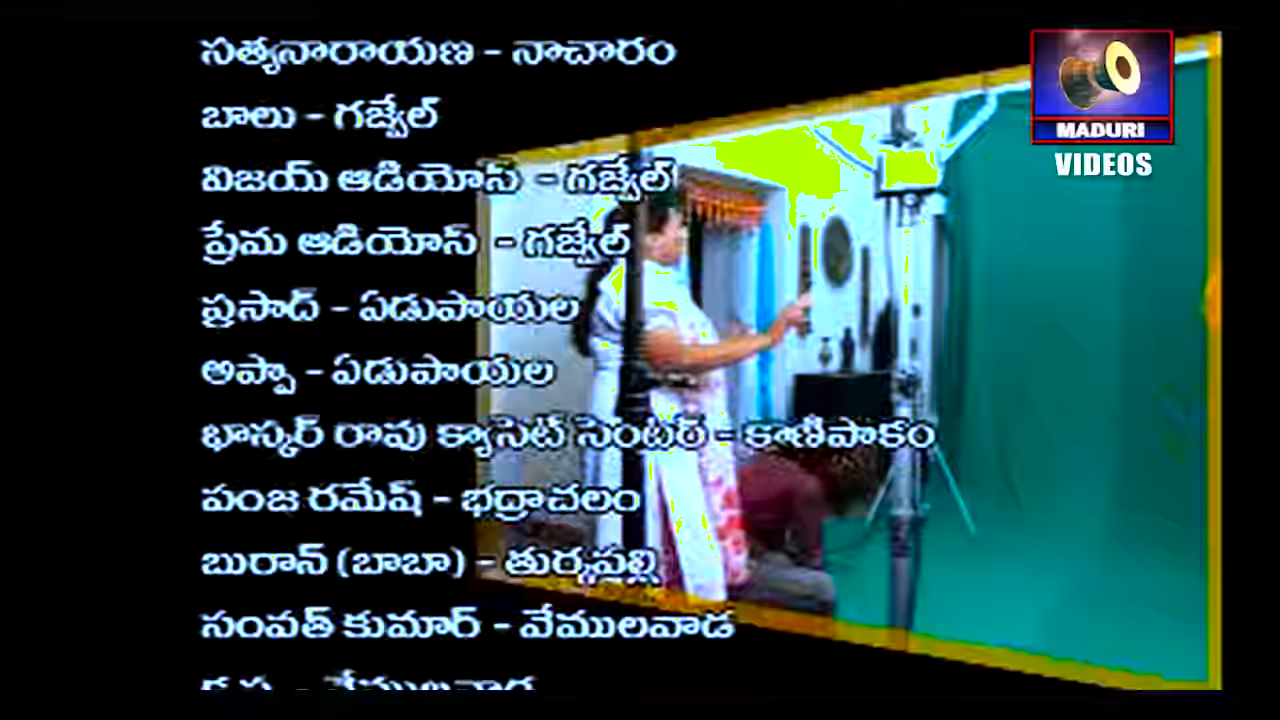 సత్యనారాయణ - నాచారం
బాలు - గజ్వేల్
విజయ్ ఆడియోస్ - గజ్వేల్
ప్రేమ ఆడియోస్ - గజ్వేల్
ప్రసాద్ - ఏడుపాయల
అప్పా - ఏడుపాయల
భాస్కర్ రావు క్యాసెట్ సెంటర్ - కాణిపాకం
పంజ రమేష్ - భద్రాచలం
బురాన్ (బాబా) - తుర్కపల్లి
సంపత్ కుమార్ - వేములవాడ
MADURI
VIDEOS